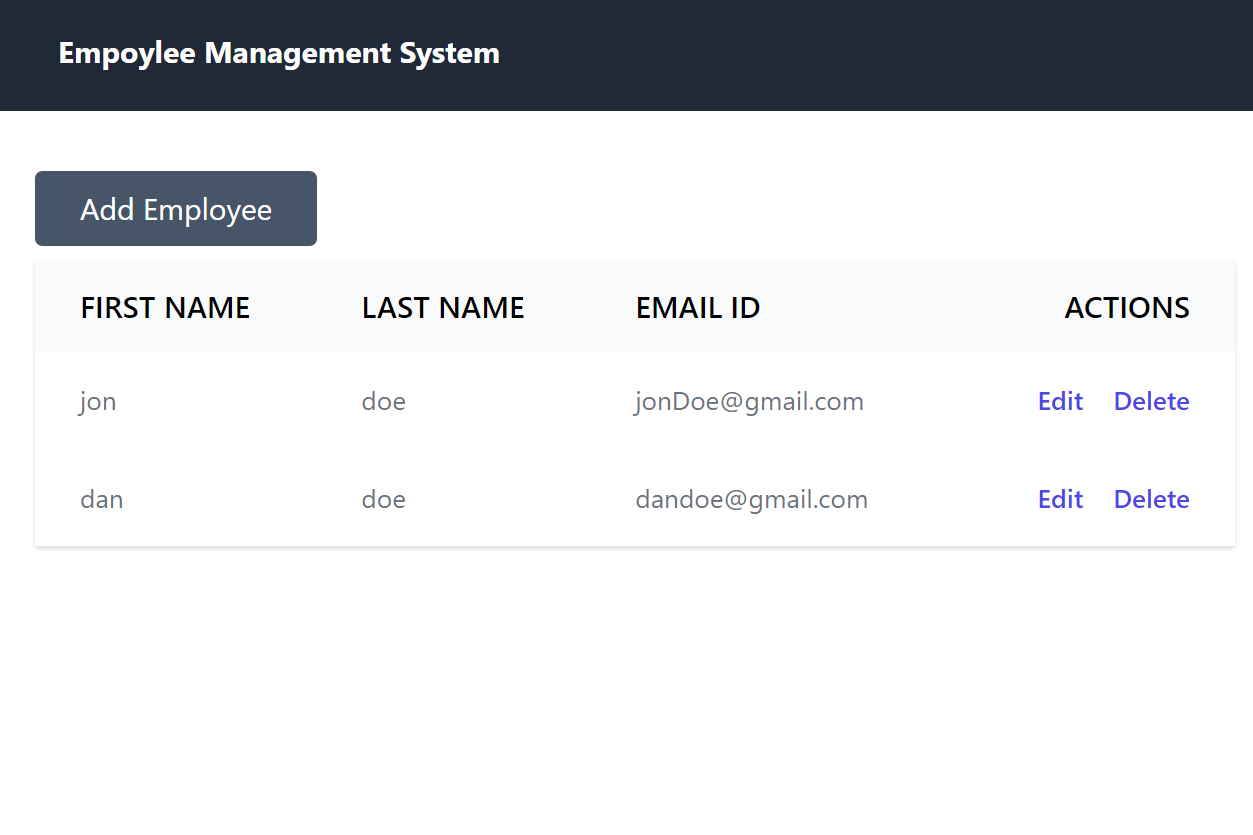 Empoylee Management System
Add Employee
FIRST NAME LAST NAME EMAIL ID ACTIONS
jon doe jonDoe@gmail.com Edit Delete
dan doe dandoe@gmail.com Edit Delete